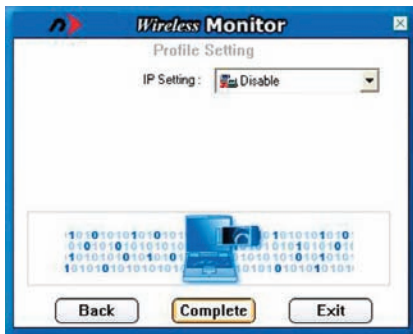 Wireless Monitor
Profile Setting
IP Setting : Disable
Back Complete Exit